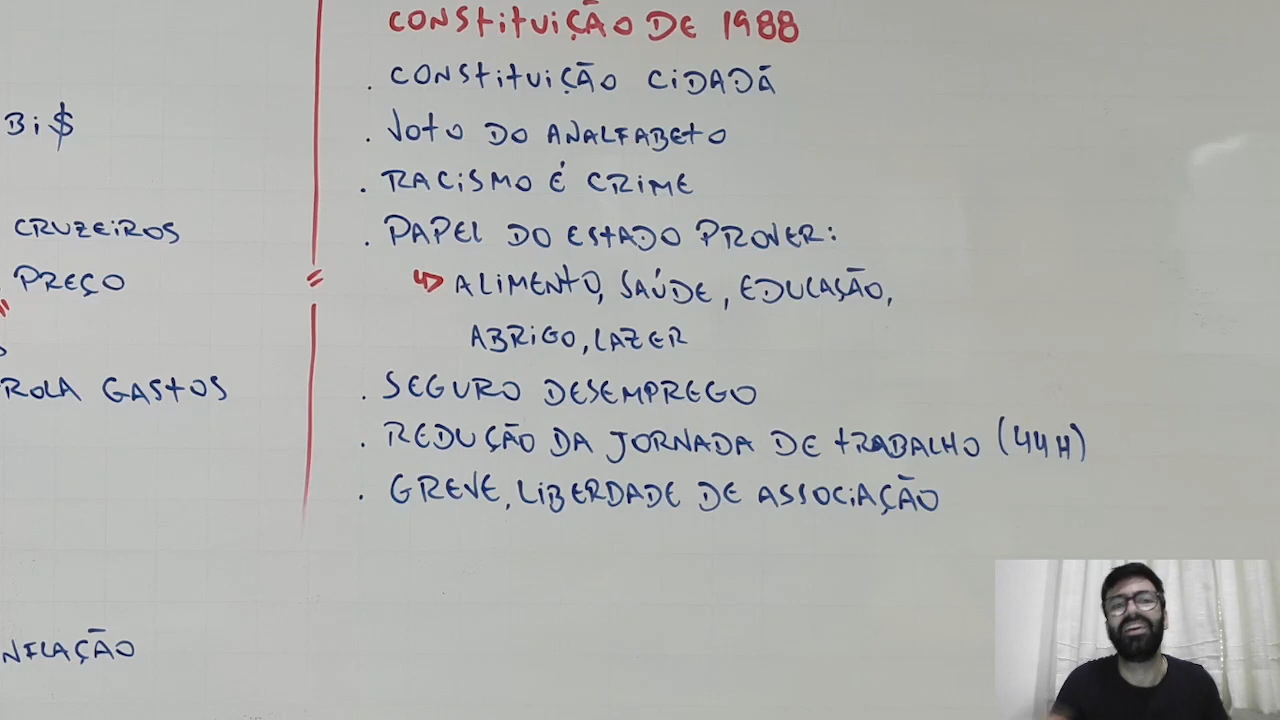 CONSTITUIÇÃO DE 1988
. CONSTITUIÇÃO CIDADÃ
. VOTO DO ANALFABETO
. RACISMO É CRIME
. PAPEL DO ESTADO PROVER:
↳ ALIMENTO, SAÚDE, EDUCAÇÃO,
ABRIGO, LAZER
. SEGURO DESEMPREGO
. REDUÇÃO DA JORNADA DE TRABALHO (44H)
. GREVE, LIBERDADE DE ASSOCIAÇÃO
BI$
CRUZEIROS
PREÇO
ROLA GASTOS
NFLAÇÃO